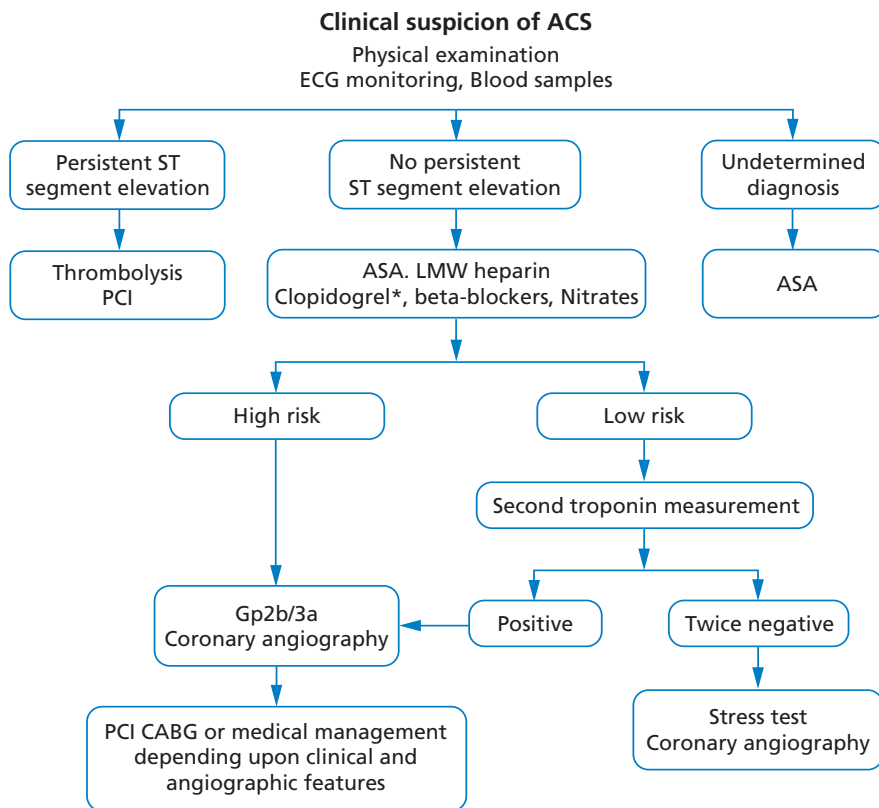 Clinical suspicion of ACS
Physical examination
ECG monitoring, Blood samples
Persistent ST
segment elevation
No persistent
ST segment elevation
Undetermined
diagnosis
Thrombolysis
PCI
ASA. LMW heparin
Clopidogrel*, beta-blockers, Nitrates
ASA
High risk
Low risk
Second troponin measurement
Gp2b/3a
Coronary angiography
Positive
Twice negative
PCI CABG or medical management
depending upon clinical and
angiographic features
Stress test
Coronary angiography